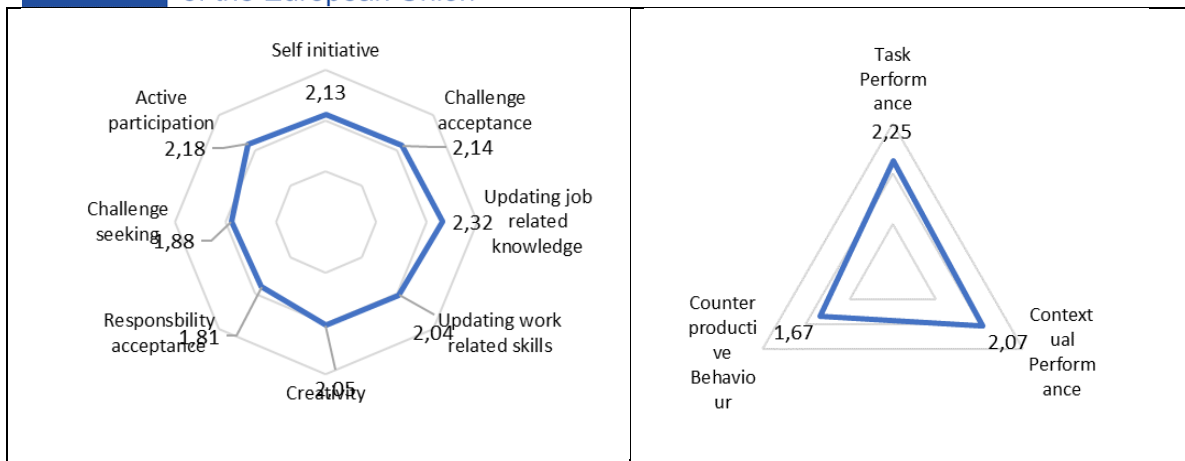 of the European Union
Self initiative
2,13
Challenge
acceptance
2,14
Updating job
related
knowledge
2,32
Updating work
related skills
2,04
Creativity
2,05
Responsbility
acceptance
1,81
Challenge
seeking
1,88
Active
participation
2,18
Task
Perform
ance
2,25
Context
ual
Perform
ance
2,07
Counter
producti
ve
Behavio
ur
1,67